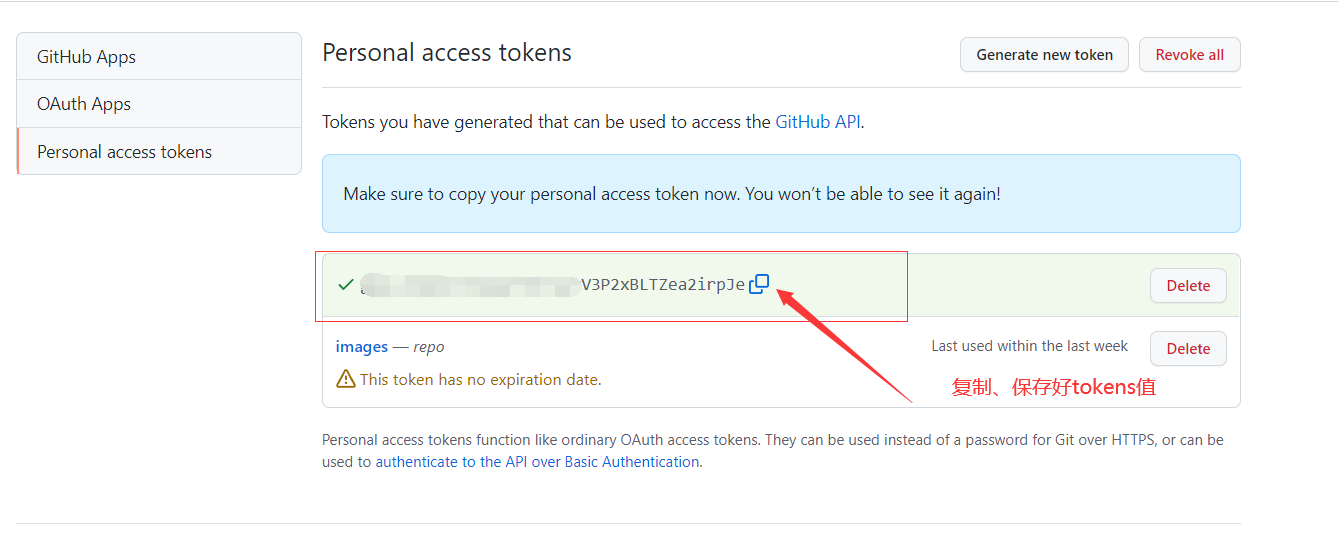 GitHub Apps
OAuth Apps
Personal access tokens
Personal access tokens
Generate new token
Revoke all
Tokens you have generated that can be used to access the GitHub API.
Make sure to copy your personal access token now. You won’t be able to see it again!
V3P2xBLTZea2irpJe
Delete
images — repo
Last used within the last week
Delete
This token has no expiration date.
复制、保存好tokens值
Personal access tokens function like ordinary OAuth access tokens. They can be used instead of a password for Git over HTTPS, or can be
used to authenticate to the API over Basic Authentication.